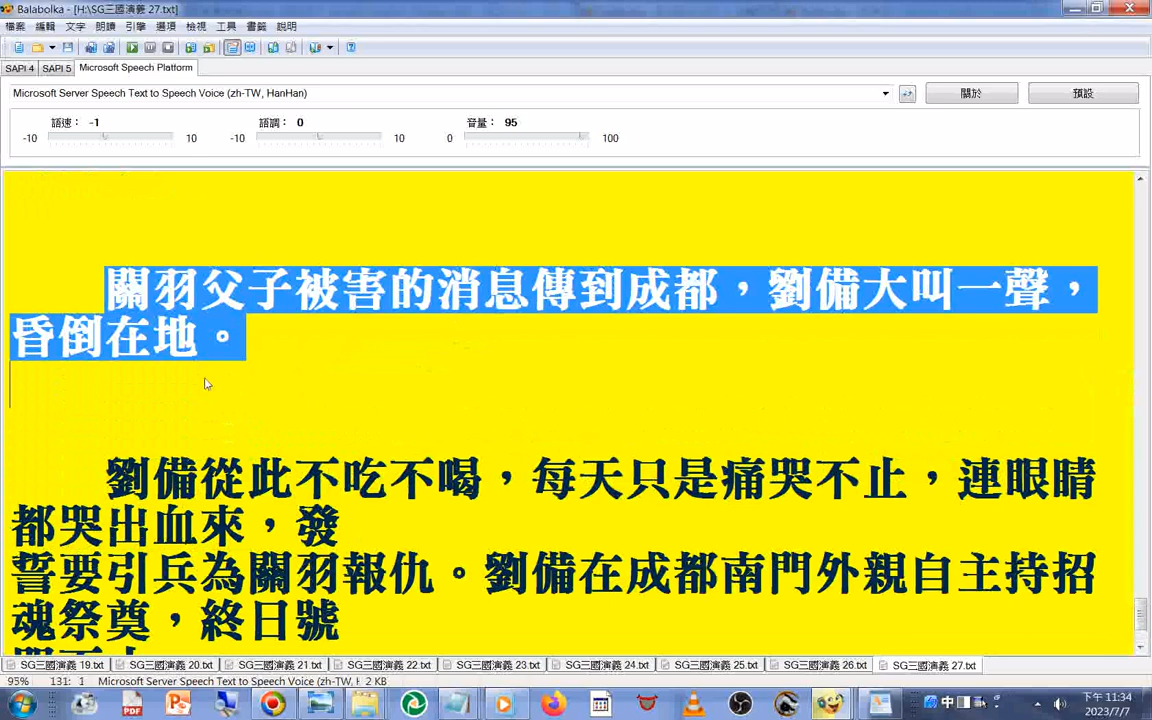 Balabolka - [H:\SG三國演義 27.txt]
檔案 編輯 文字 朗讀 引擎 選項 檢視 工具 書籤 說明
SAPI 4 SAPI 5 Microsoft Speech Platform
Microsoft Server Speech Text to Speech Voice (zh-TW, HanHan) 關於 預設
語速： -1 語調： 0 音量： 95
-10 10 -10 10 0 100
關羽父子被害的消息傳到成都，劉備大叫一聲，
昏倒在地。
劉備從此不吃不喝，每天只是痛哭不止，連眼睛
都哭出血來，發
誓要引兵為關羽報仇。劉備在成都南門外親自主持招
魂祭奠，終日號
SG三國演義 19.txt SG三國演義 20.txt SG三國演義 21.txt SG三國演義 22.txt SG三國演義 23.txt SG三國演義 24.txt SG三國演義 25.txt SG三國演義 26.txt SG三國演義 27.txt
95% 131: 1 Microsoft Server Speech Text to Speech Voice (zh-TW, H 2 KB
PDF 中 下午 11:34
2023/7/7